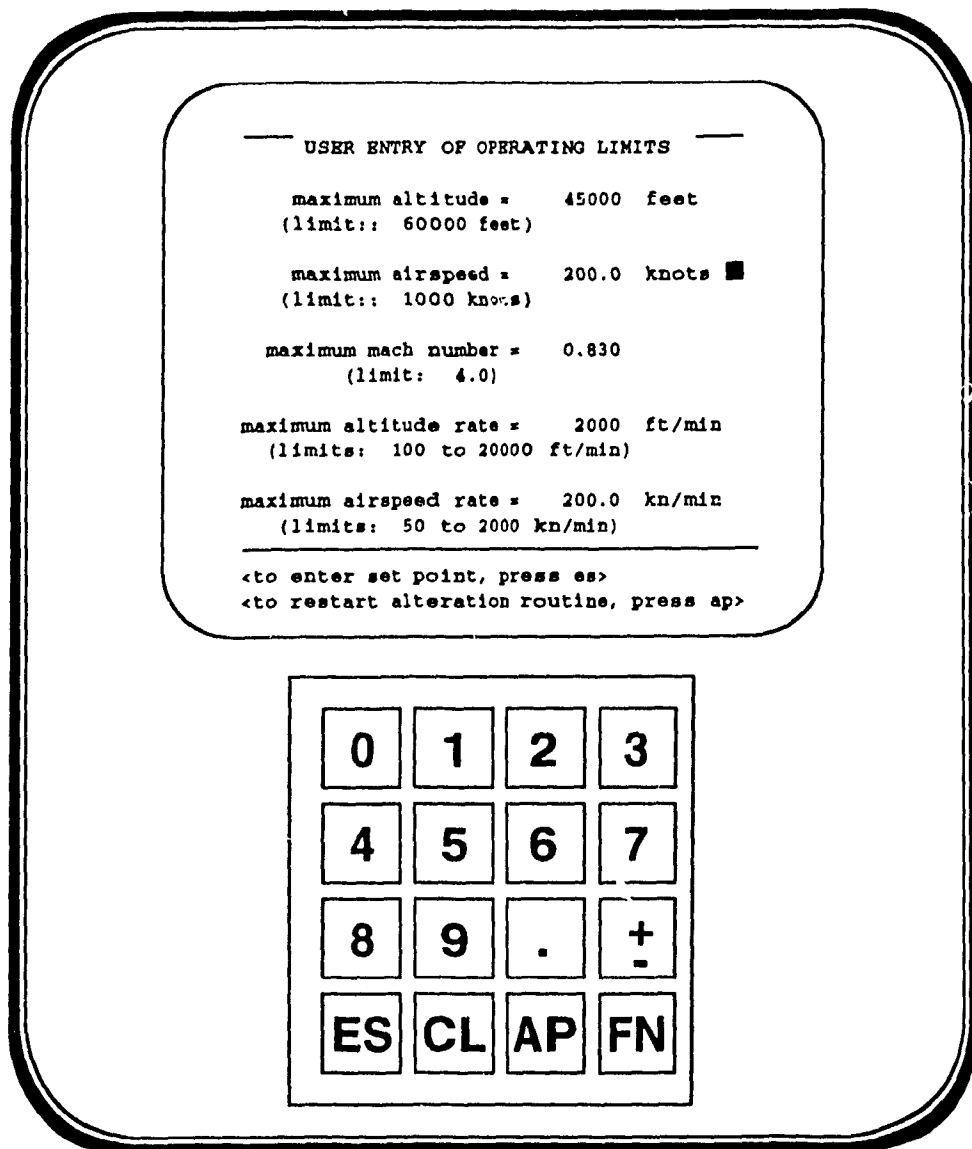 USER ENTRY OF OPERATING LIMITS
maximum altitude = 45000 feet
(limit:: 60000 feet)
maximum airspeed = 200.0 knots
(limit:: 1000 knots)
maximum mach number = 0.830
(limit: 4.0)
maximum altitude rate = 2000 ft/min
(limits: 100 to 20000 ft/min)
maximum airspeed rate = 200.0 kn/min
(limits: 50 to 2000 kn/min)
<to enter set point, press es>
<to restart alteration routine, press ap>
0 1 2 3
4 5 6 7
8 9 . +-
ES CL AP FN